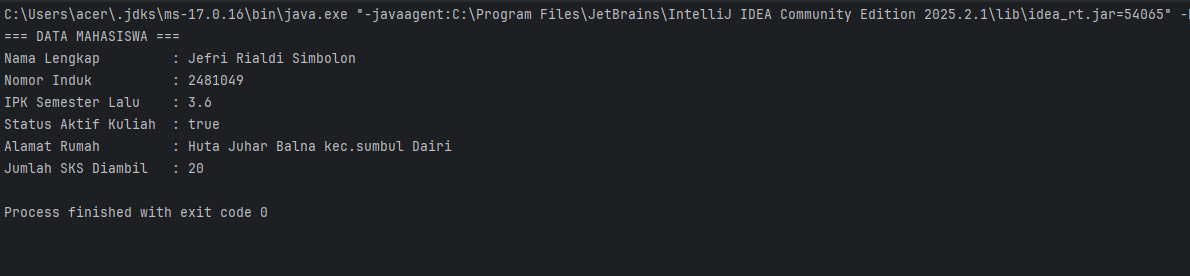 C:\Users\acer\.jdks\ms-17.0.16\bin\java.exe "-javaagent:C:\Program Files\JetBrains\IntelliJ IDEA Community Edition 2025.2.1\lib\idea_rt.jar=54065"
=== DATA MAHASISWA ===
Nama Lengkap         : Jefri Rialdi Simbolon
Nomor Induk          : 2481049
IPK Semester Lalu    : 3.6
Status Aktif Kuliah  : true
Alamat Rumah         : Huta Juhar Balna kec.sumbul Dairi
Jumlah SKS Diambil   : 20
Process finished with exit code 0